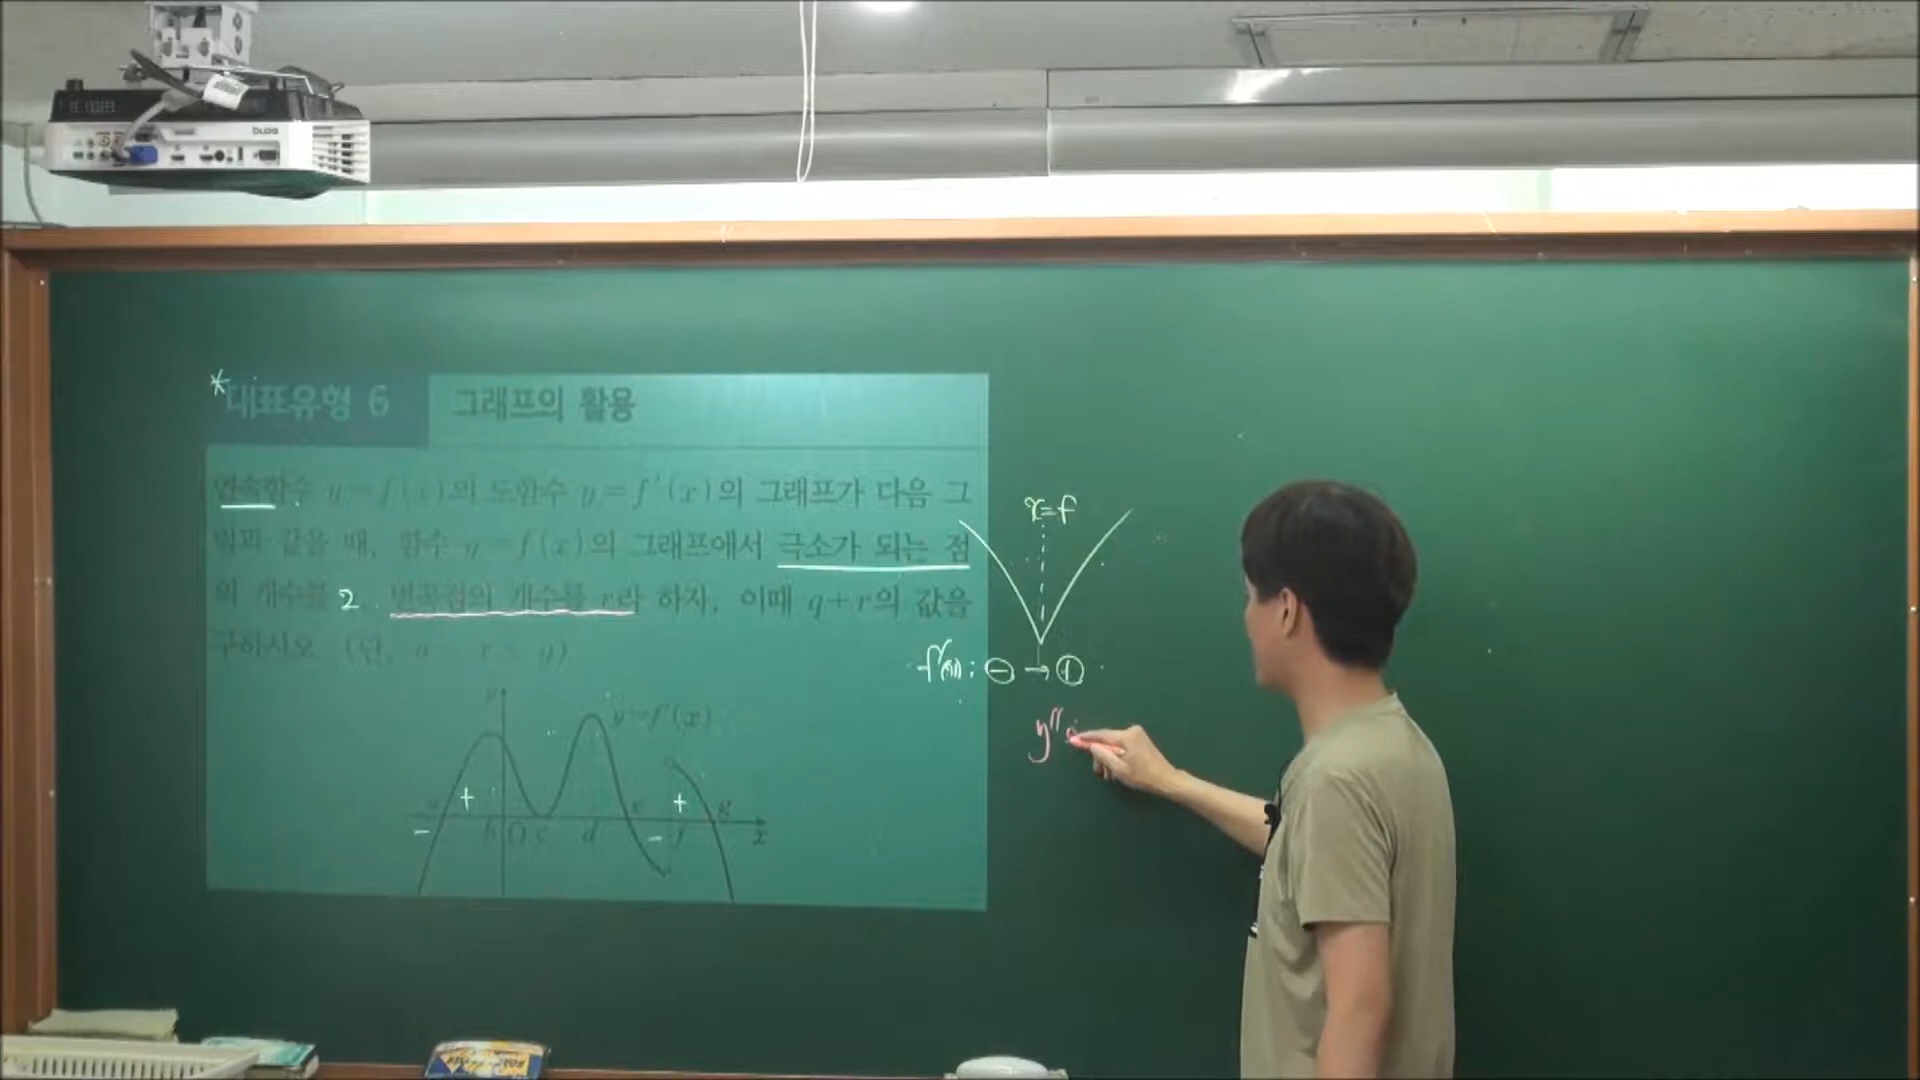 *대표유형 6 그래프의 활용
연속함수 y=f(x)의 도함수 y=f'(x)의 그래프가 다음 그
림과 같을 때, 함수 y=f(x)의 그래프에서 극소가 되는 점
의 개수를 2 변곡점의 개수를 r라 하자. 이때 q+r의 값을
구하시오 (단,
x=f
f'(x): ⊖ → ⊕
y''
y=f'(x)
+ + g
− b O c d e − f x